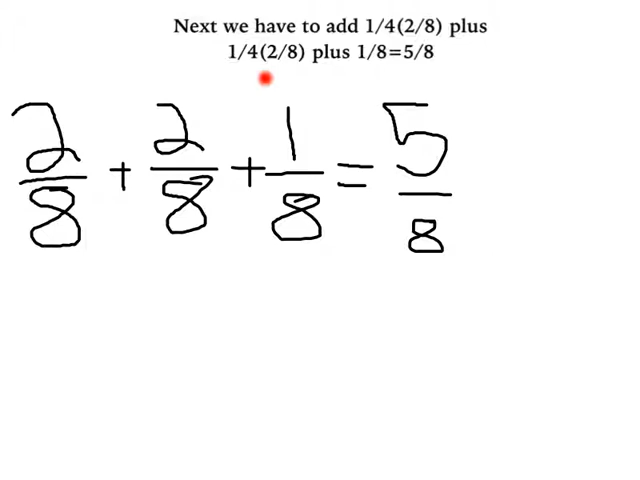 Next we have to add 1/4(2/8) plus
1/4(2/8) plus 1/8=5/8
2/8 + 2/8 + 1/8 = 5/8